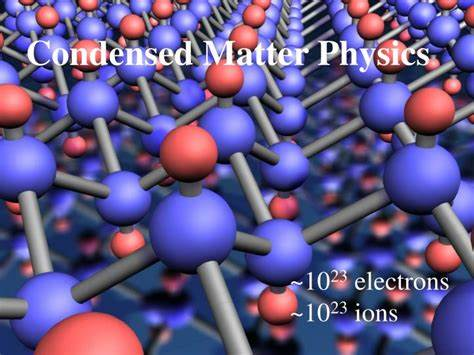 Condensed Matter Physics
~10²³ electrons
~10²³ ions